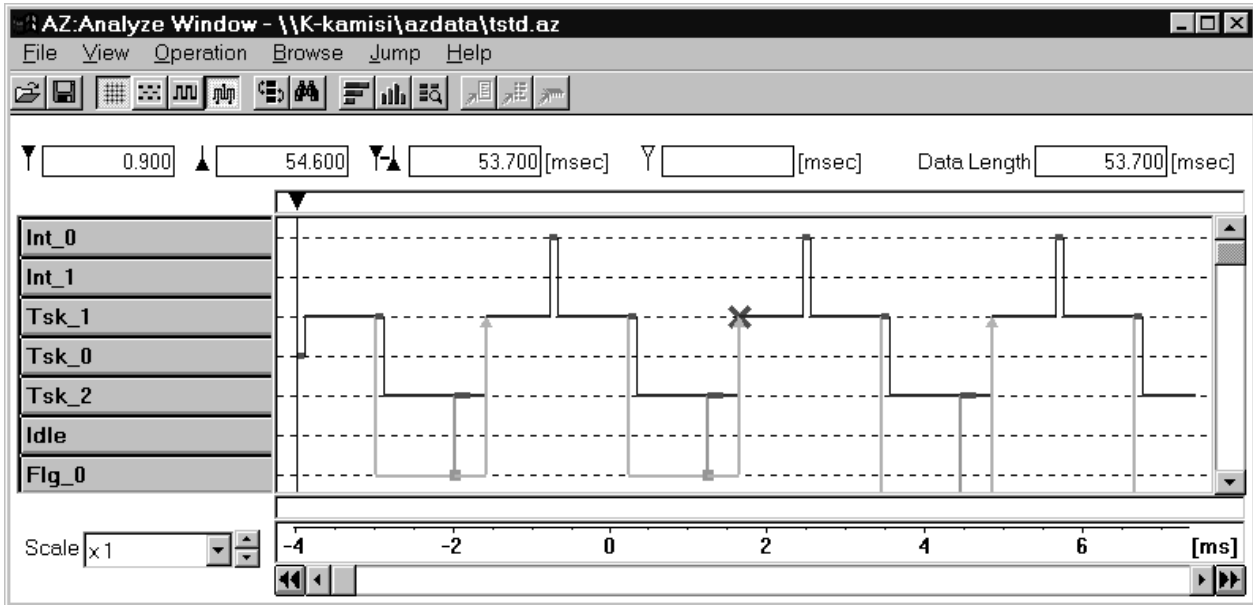 AZ:Analyze Window - \\K-kamisi\azdata\tstd.az
File View Operation Browse Jump Help
0.900 54.600 53.700 [msec] [msec] Data Length 53.700 [msec]
Int_0
Int_1
Tsk_1
Tsk_0
Tsk_2
Idle
Flg_0
Scale x1 -4 -2 0 2 4 6 [ms]